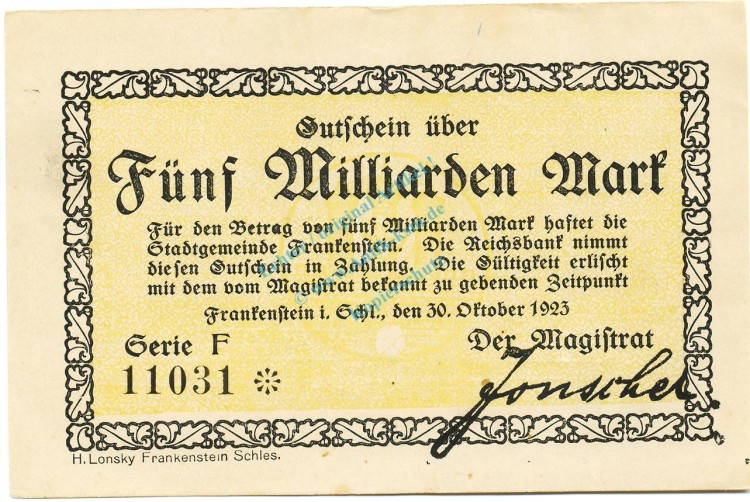 Gutschein über
Fünf Milliarden Mark
Für den Betrag von fünf Milliarden Mark haftet die
Stadtgemeinde Frankenstein. Die Reichsbank nimmt
diesen Gutschein in Zahlung. Die Gültigkeit erlischt
mit dem vom Magistrat bekannt zu gebenden Zeitpunkt
Frankenstein i. Schl., den 30. Oktober 1923
Serie F
Der Magistrat
11031 *
Jonscher
H. Lonsky Frankenstein Schles.